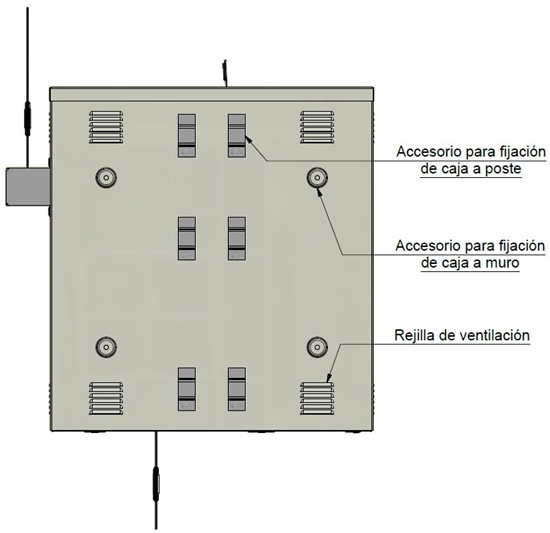 Accesorio para fijación
de caja a poste
Accesorio para fijación
de caja a muro
Rejilla de ventilación